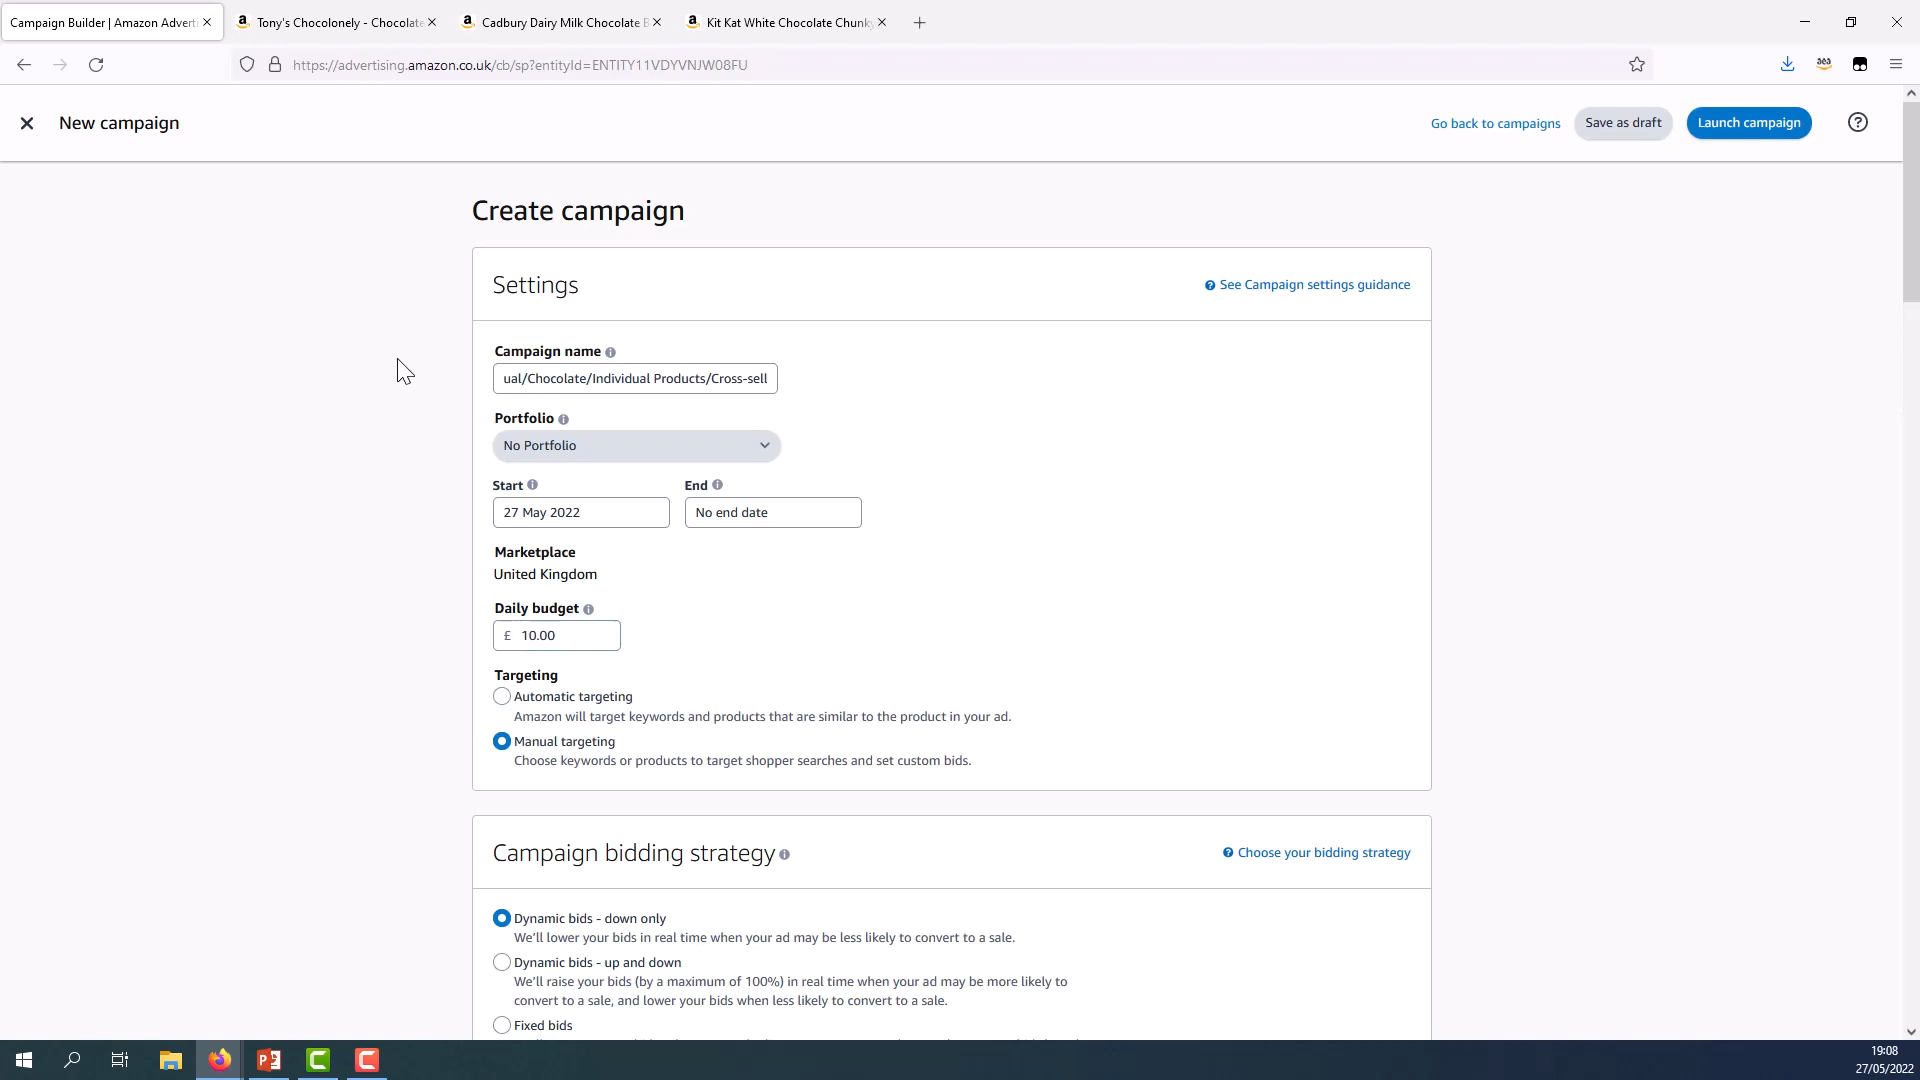 Campaign Builder | Amazon Adverti
Tony's Chocolonely - Chocolate
Cadbury Dairy Milk Chocolate B
Kit Kat White Chocolate Chunky
https://advertising.amazon.co.uk/cb/sp?entityId=ENTITY11VDYVNJW08FU
New campaign
Go back to campaigns
Save as draft
Launch campaign
Create campaign
Settings
See Campaign settings guidance
Campaign name
ual/Chocolate/Individual Products/Cross-sell
Portfolio
No Portfolio
Start
End
27 May 2022
No end date
Marketplace
United Kingdom
Daily budget
£ 10.00
Targeting
Automatic targeting
Amazon will target keywords and products that are similar to the product in your ad.
Manual targeting
Choose keywords or products to target shopper searches and set custom bids.
Campaign bidding strategy
Choose your bidding strategy
Dynamic bids - down only
We'll lower your bids in real time when your ad may be less likely to convert to a sale.
Dynamic bids - up and down
We'll raise your bids (by a maximum of 100%) in real time when your ad may be more likely to
convert to a sale, and lower your bids when less likely to convert to a sale.
Fixed bids
19:08
27/05/2022